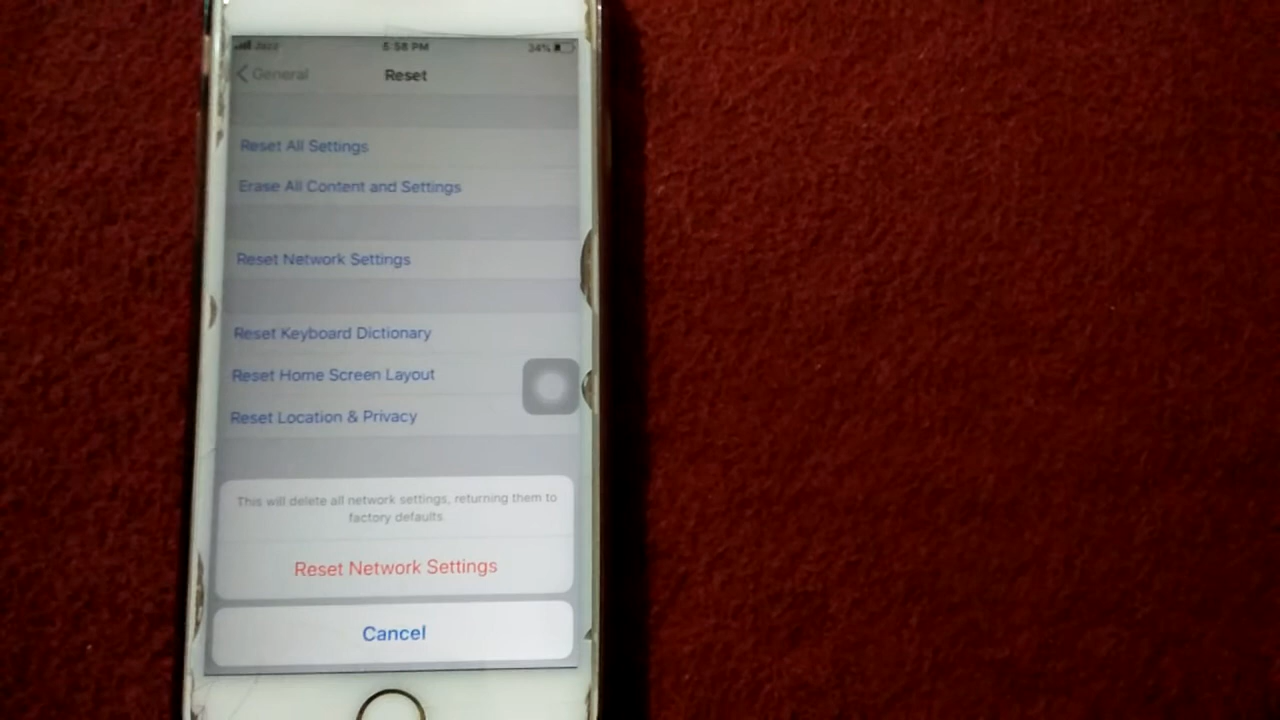 Jazz 5:58 PM 34%
General Reset
Reset All Settings
Erase All Content and Settings
Reset Network Settings
Reset Keyboard Dictionary
Reset Home Screen Layout
Reset Location & Privacy
This will delete all network settings, returning them to
factory defaults
Reset Network Settings
Cancel